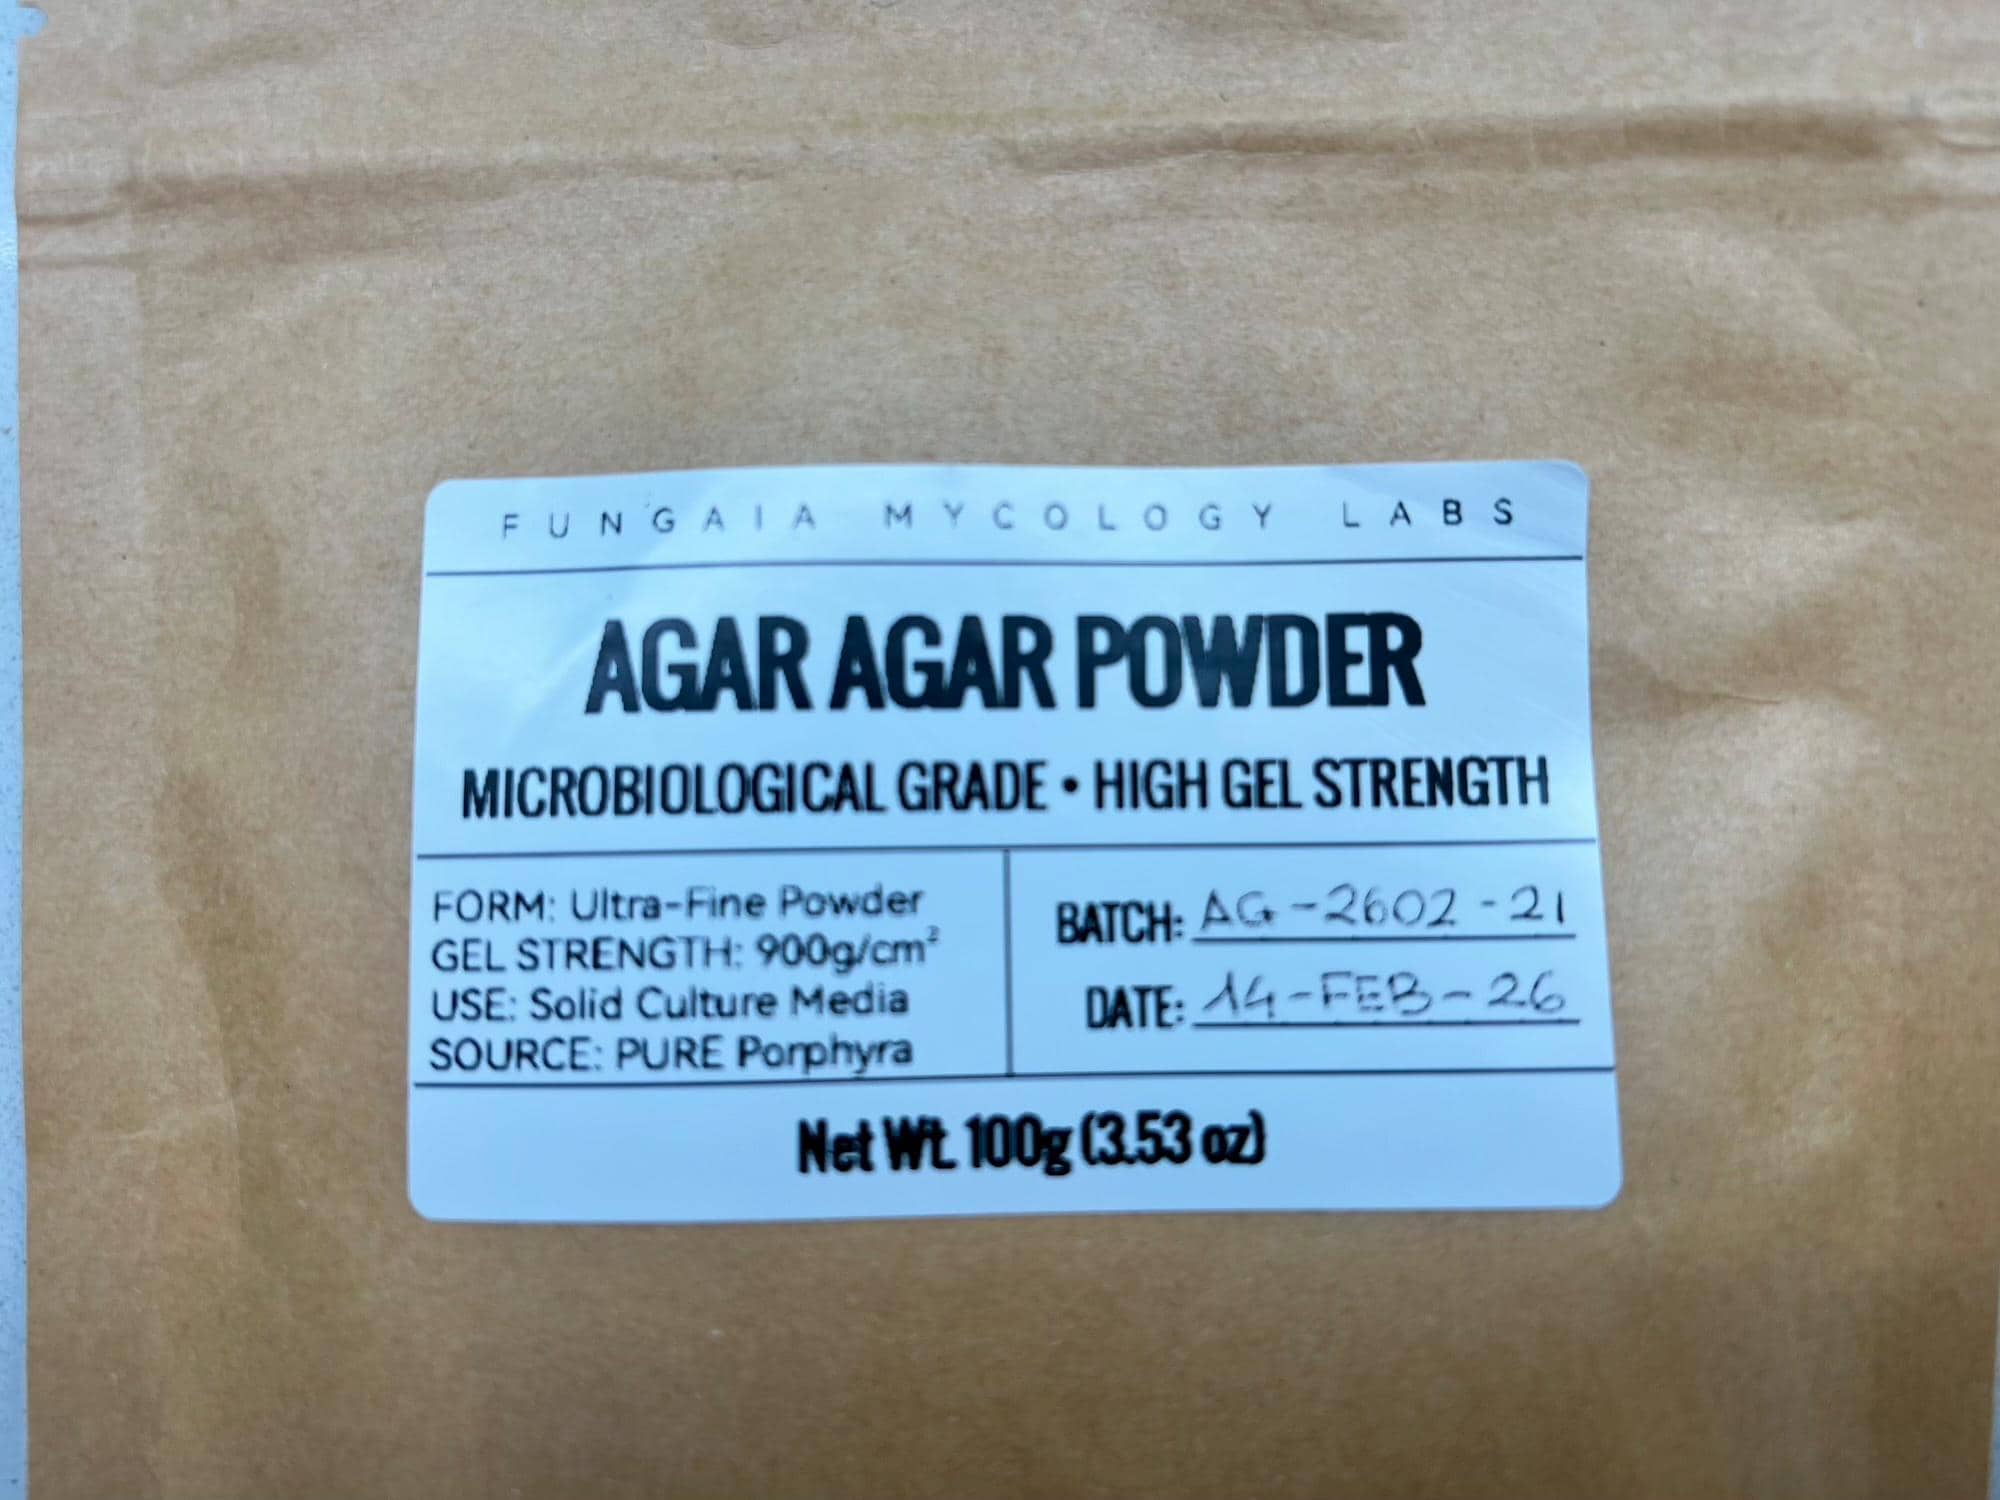 FUNGAIA MYCOLOGY LABS
AGAR AGAR POWDER
MICROBIOLOGICAL GRADE • HIGH GEL STRENGTH
FORM: Ultra-Fine Powder
GEL STRENGTH: 900g/cm²
USE: Solid Culture Media
SOURCE: PURE Porphyra
BATCH: AG-2602-21
DATE: 14-FEB-26
Net Wt. 100g (3.53 oz)